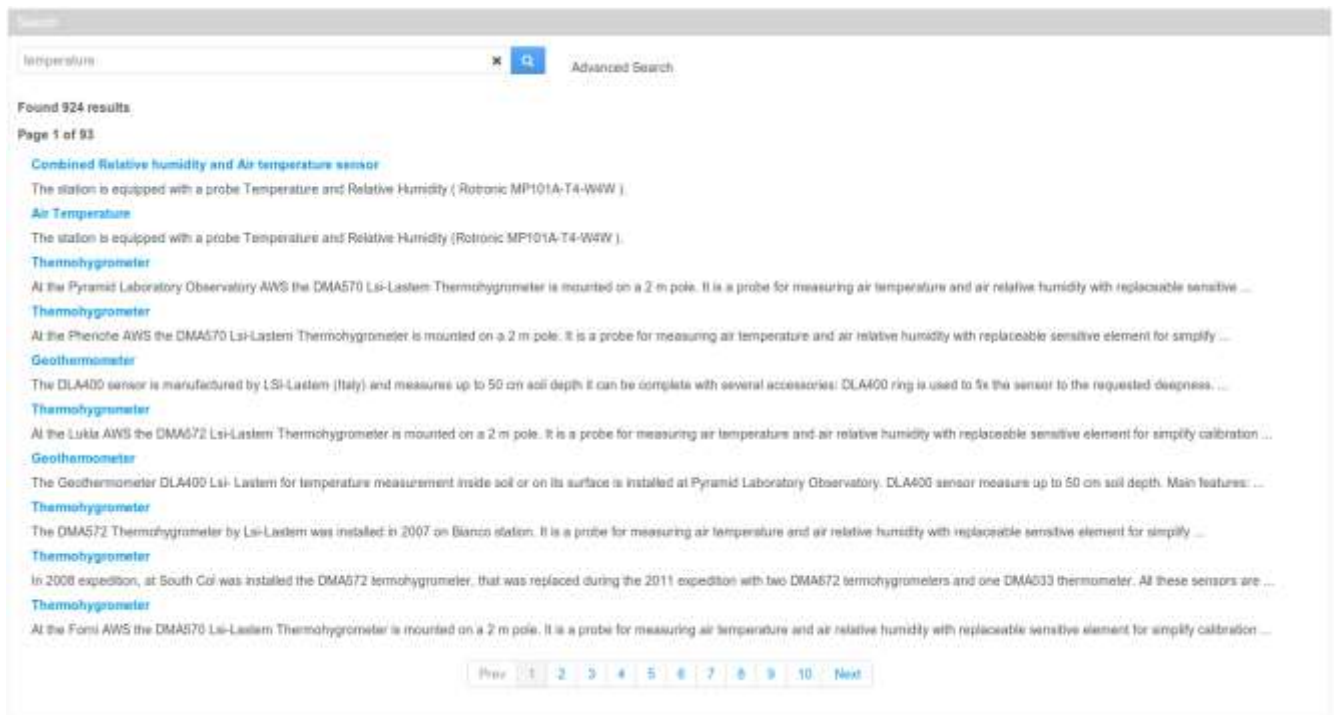 Search
temperature
Advanced Search
Found 924 results
Page 1 of 93
Combined Relative humidity and Air temperature sensor
The station is equipped with a probe Temperature and Relative Humidity ( Rotronic MP101A-T4-W4W ).
Air Temperature
The station is equipped with a probe Temperature and Relative Humidity (Rotronic MP101A-T4-W4W ).
Thermohygrometer
At the Pyramid Laboratory Observatory AWS the DMA570 Lsi-Lastem Thermohygrometer is mounted on a 2 m pole. It is a probe for measuring air temperature and air relative humidity with replaceable sensitive ...
Thermohygrometer
At the Pheriche AWS the DMA570 Lsi-Lastem Thermohygrometer is mounted on a 2 m pole. It is a probe for measuring air temperature and air relative humidity with replaceable sensitive element for simplify ...
Geothermometer
The DLA400 sensor is manufactured by LSI-Lastem (Italy) and measures up to 50 cm soil depth it can be complete with several accessories: DLA400 ring is used to fix the sensor to the requested deepness. ...
Thermohygrometer
At the Lukla AWS the DMA572 Lsi-Lastem Thermohygrometer is mounted on a 2 m pole. It is a probe for measuring air temperature and air relative humidity with replaceable sensitive element for simplify calibration ...
Geothermometer
The Geothermometer DLA400 Lsi- Lastem for temperature measurement inside soil or on its surface is installed at Pyramid Laboratory Observatory. DLA400 sensor measure up to 50 cm soil depth. Main features: ...
Thermohygrometer
The DMA572 Thermohygrometer by Lsi-Lastem was installed in 2007 on Bianco station. It is a probe for measuring air temperature and air relative humidity with replaceable sensitive element for simplify ...
Thermohygrometer
In 2008 expedition, at South Col was installed the DMA572 termohygrometer, that was replaced during the 2011 expedition with two DMA672 termohygrometers and one DMA033 thermometer. All these sensors are ...
Thermohygrometer
At the Forni AWS the DMA570 Lsi-Lastem Thermohygrometer is mounted on a 2 m pole. It is a probe for measuring air temperature and air relative humidity with replaceable sensitive element for simplify calibration ...
Prev 1 2 3 4 5 6 7 8 9 10 Next